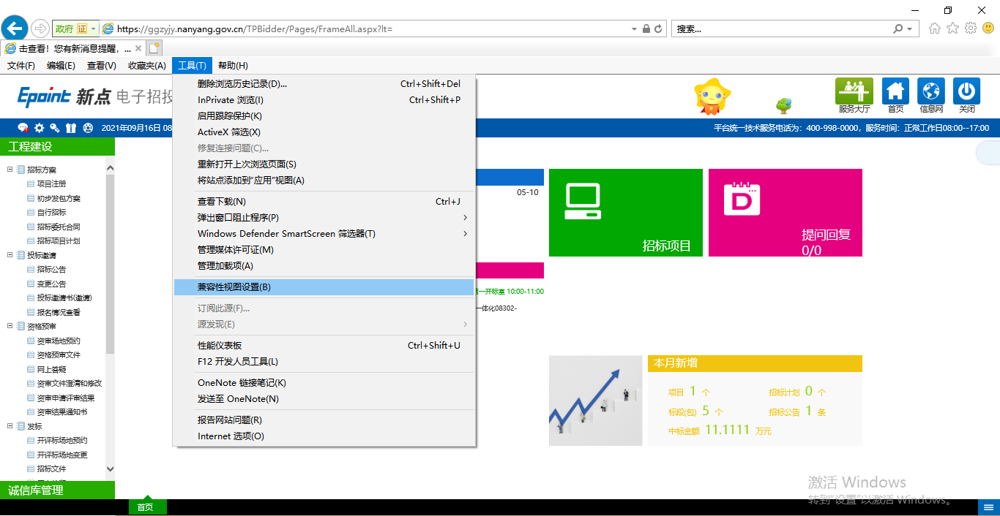 政府 证
https://ggzyjy.nanyang.gov.cn/TPBidder/Pages/FrameAll.aspx?lt=
搜索...
击查看！您有新消息提醒，...
文件(F) 编辑(E) 查看(V) 收藏夹(A) 工具(T) 帮助(H)
删除浏览历史记录(D)... Ctrl+Shift+Del
InPrivate 浏览(I) Ctrl+Shift+P
启用跟踪保护(K)
ActiveX 筛选(X)
修复连接问题(C)...
重新打开上次浏览页面(S)
将站点添加到“应用”视图(A)
查看下载(N) Ctrl+J
弹出窗口阻止程序(P)
Windows Defender SmartScreen 筛选器(T)
管理媒体许可证(M)
管理加载项(A)
兼容性视图设置(B)
订阅此源(F)...
源发现(E)
性能仪表板 Ctrl+Shift+U
F12 开发人员工具(L)
OneNote 链接笔记(K)
发送至 OneNote(N)
报告网站问题(R)
Internet 选项(O)
Epoint 新点 电子招投
服务大厅 首页 信息网 关闭
2021年09月16日 08
平台统一技术服务电话为：400-998-0000，服务时间：正常工作日08:00--17:00
工程建设
招标方案
项目注册
初步发包方案
自行招标
招标委托合同
招标项目计划
投标邀请
招标公告
变更公告
投标邀请书(邀请)
报名情况查看
资格预审
资审场地预约
资格预审文件
网上答疑
资审文件澄清和修改
资审申请评审结果
资审结果通知书
发标
开评标场地预约
开评标场地变更
招标文件
诚信库管理
05-10
第一开标室 10:00-11:00
一体化08302-
招标项目
D
提问回复
0/0
本月新增
项目 1 个 招标计划 0 个
标段(包) 5 个 招标公告 1 条
中标金额 11.1111 万元
激活 Windows
转到“设置”以激活 Windows。
首页